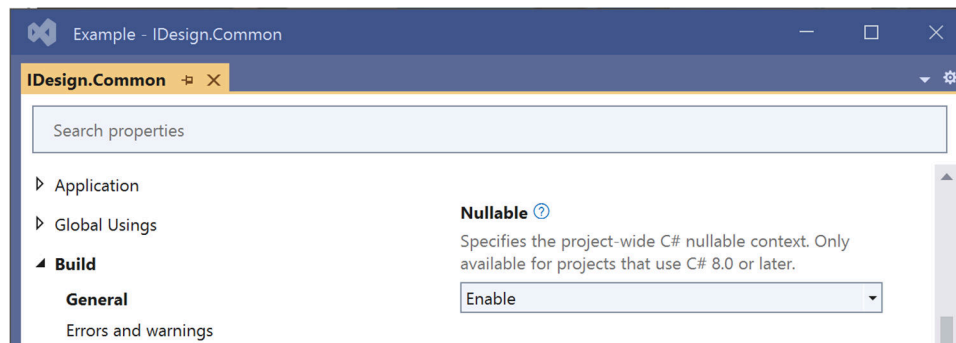 Example - IDesign.Common
IDesign.Common
Search properties
Application
Global Usings
Build
General
Errors and warnings
Nullable ?
Specifies the project-wide C# nullable context. Only
available for projects that use C# 8.0 or later.
Enable